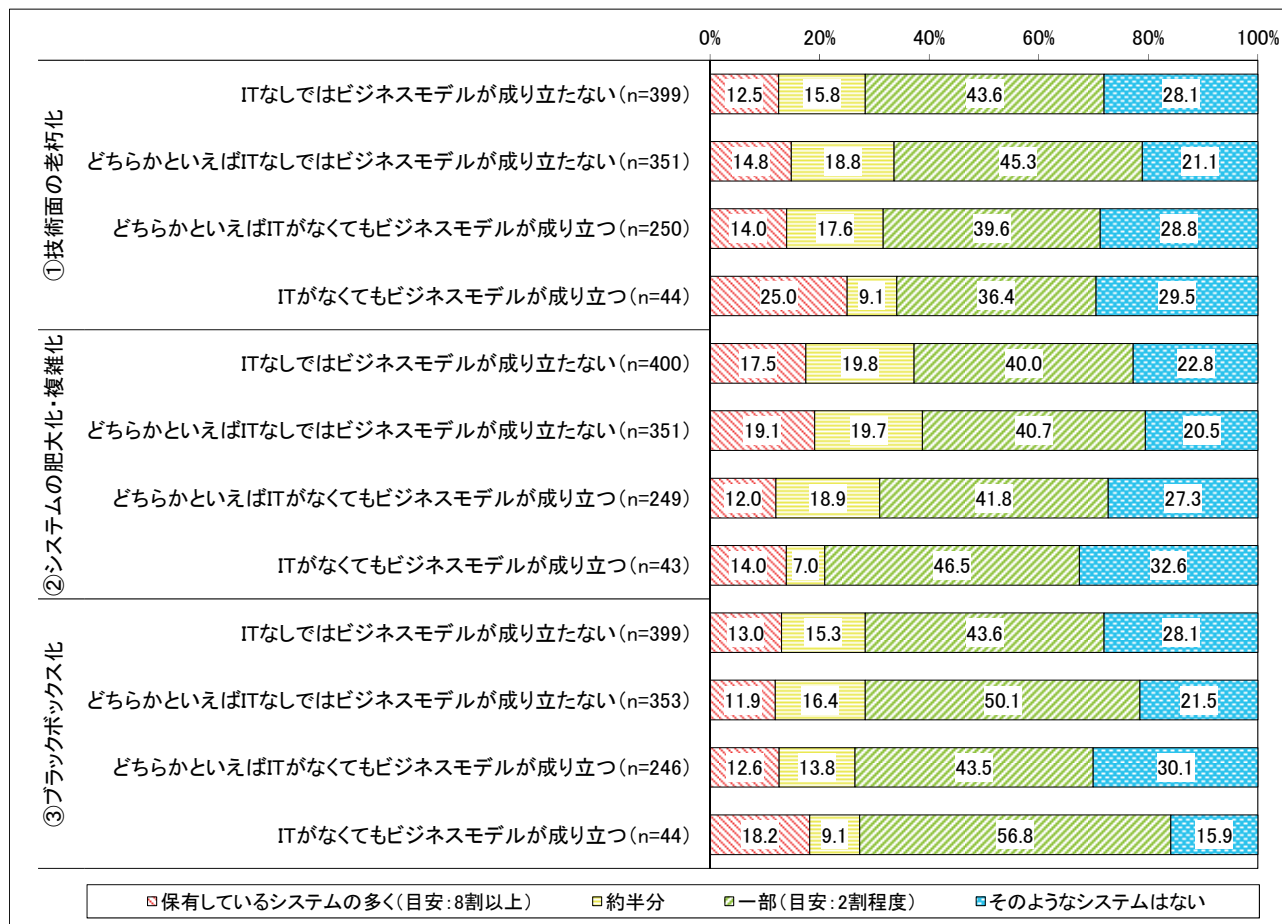 0% 20% 40% 60% 80% 100%
①技術面の老朽化
ITなしではビジネスモデルが成り立たない(n=399) 12.5 15.8 43.6 28.1
どちらかといえばITなしではビジネスモデルが成り立たない(n=351) 14.8 18.8 45.3 21.1
どちらかといえばITがなくてもビジネスモデルが成り立つ(n=250) 14.0 17.6 39.6 28.8
ITがなくてもビジネスモデルが成り立つ(n=44) 25.0 9.1 36.4 29.5
②システムの肥大化・複雑化
ITなしではビジネスモデルが成り立たない(n=400) 17.5 19.8 40.0 22.8
どちらかといえばITなしではビジネスモデルが成り立たない(n=351) 19.1 19.7 40.7 20.5
どちらかといえばITがなくてもビジネスモデルが成り立つ(n=249) 12.0 18.9 41.8 27.3
ITがなくてもビジネスモデルが成り立つ(n=43) 14.0 7.0 46.5 32.6
③ブラックボックス化
ITなしではビジネスモデルが成り立たない(n=399) 13.0 15.3 43.6 28.1
どちらかといえばITなしではビジネスモデルが成り立たない(n=353) 11.9 16.4 50.1 21.5
どちらかといえばITがなくてもビジネスモデルが成り立つ(n=246) 12.6 13.8 43.5 30.1
ITがなくてもビジネスモデルが成り立つ(n=44) 18.2 9.1 56.8 15.9
保有しているシステムの多く(目安:8割以上) 約半分 一部(目安:2割程度) そのようなシステムはない